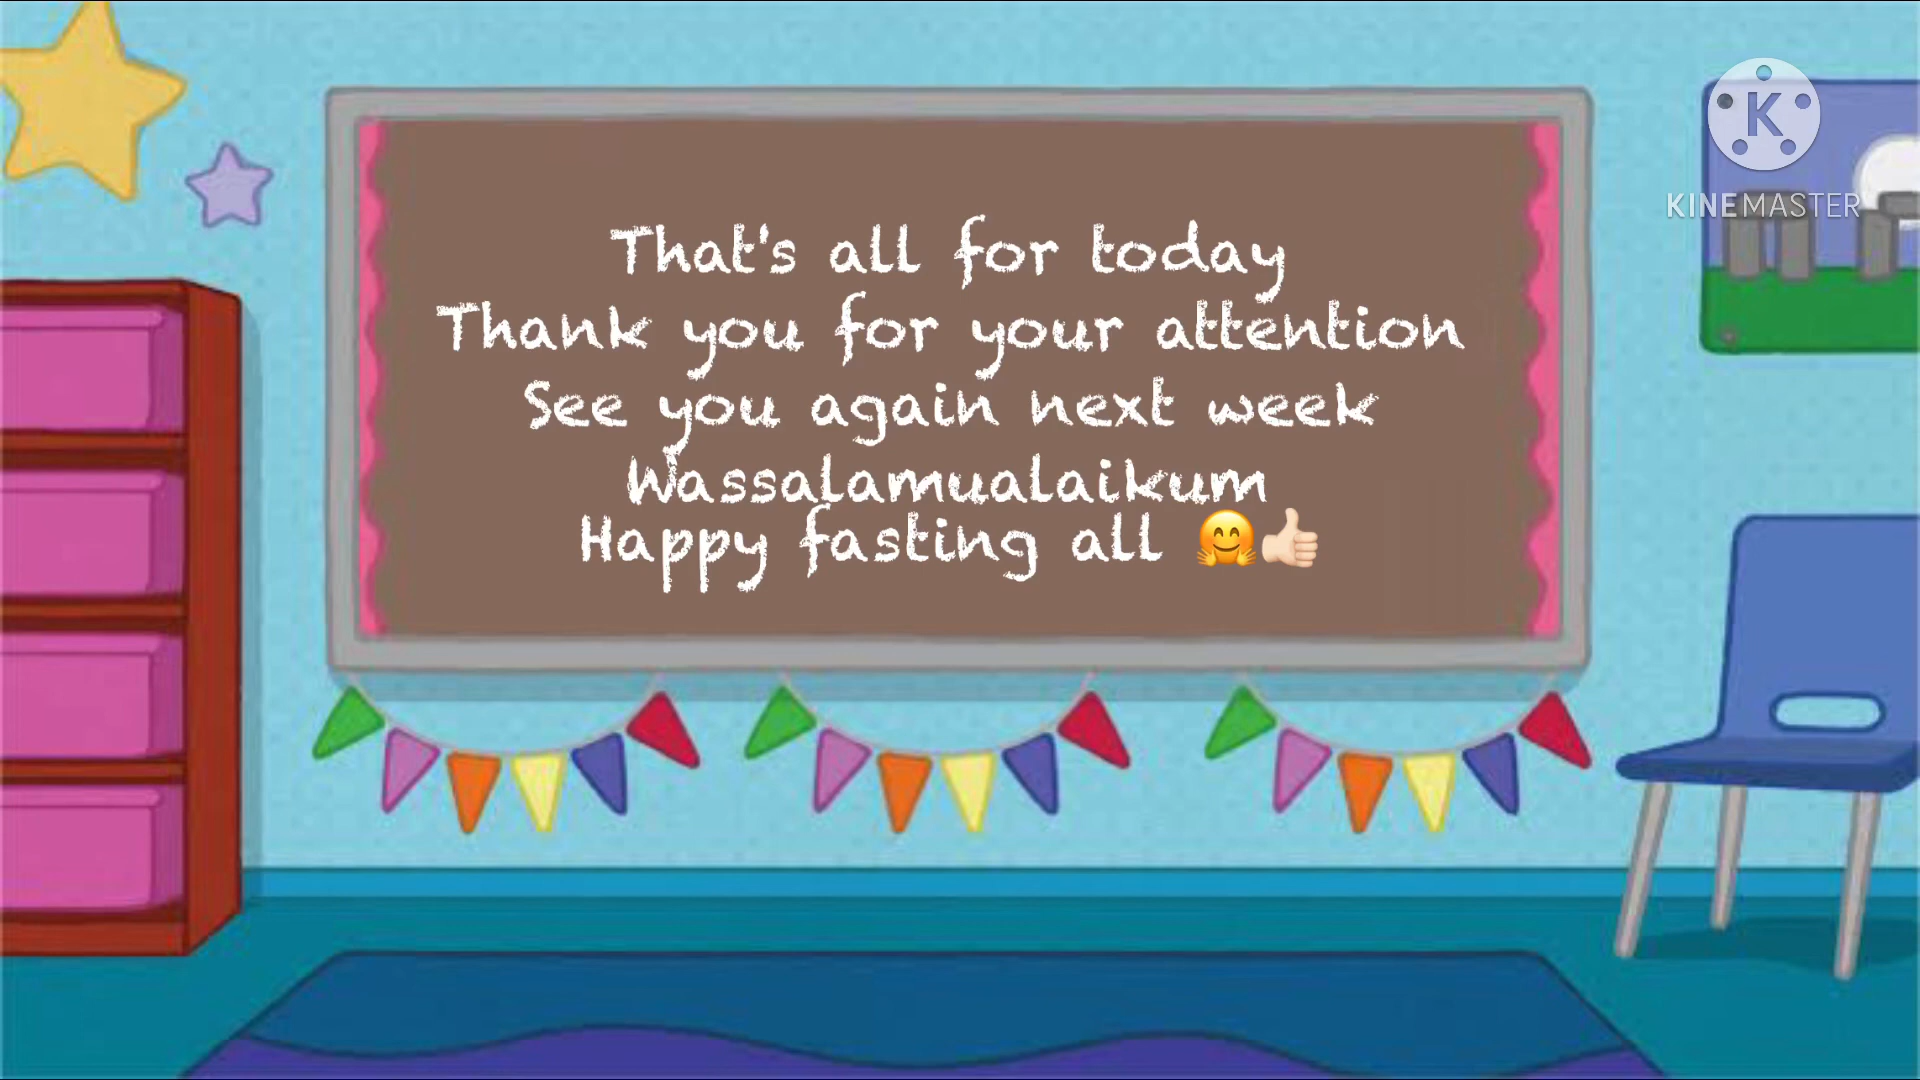 K
KINEMASTER
That's all for today
Thank you for your attention
See you again next week
Wassalamualaikum
Happy fasting all 🤗👍🏻